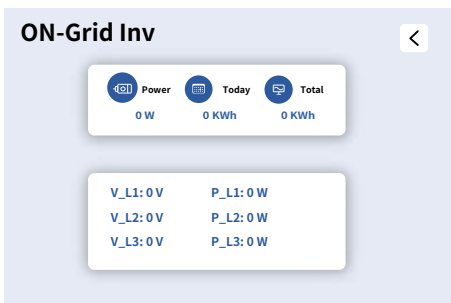 ON-Grid Inv
Power Today Total
0 W 0 KWh 0 KWh
V_L1: 0 V P_L1: 0 W
V_L2: 0 V P_L2: 0 W
V_L3: 0 V P_L3: 0 W